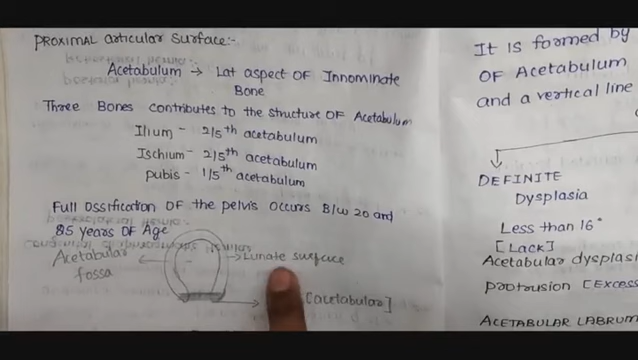 PROXIMAL articular surface:-
Acetabulum → Lat aspect OF Innominate
Bone
Three Bones contributes to the structure OF Acetabulum
Ilium - 2/5th acetabulum
Ischium - 2/5th acetabulum
pubis - 1/5th acetabulum
Full ossification OF the pelvis occurs B/w 20 and
85 years OF Age
Acetabular
fossa
Lunate surface
[acetabular]
It is formed by
OF Acetabulum
and a vertical line
DEFINITE
Dysplasia
Less than 16°
[Lack]
Acetabular dysplasi
protrusion [Excess
ACETABULAR LABRUM